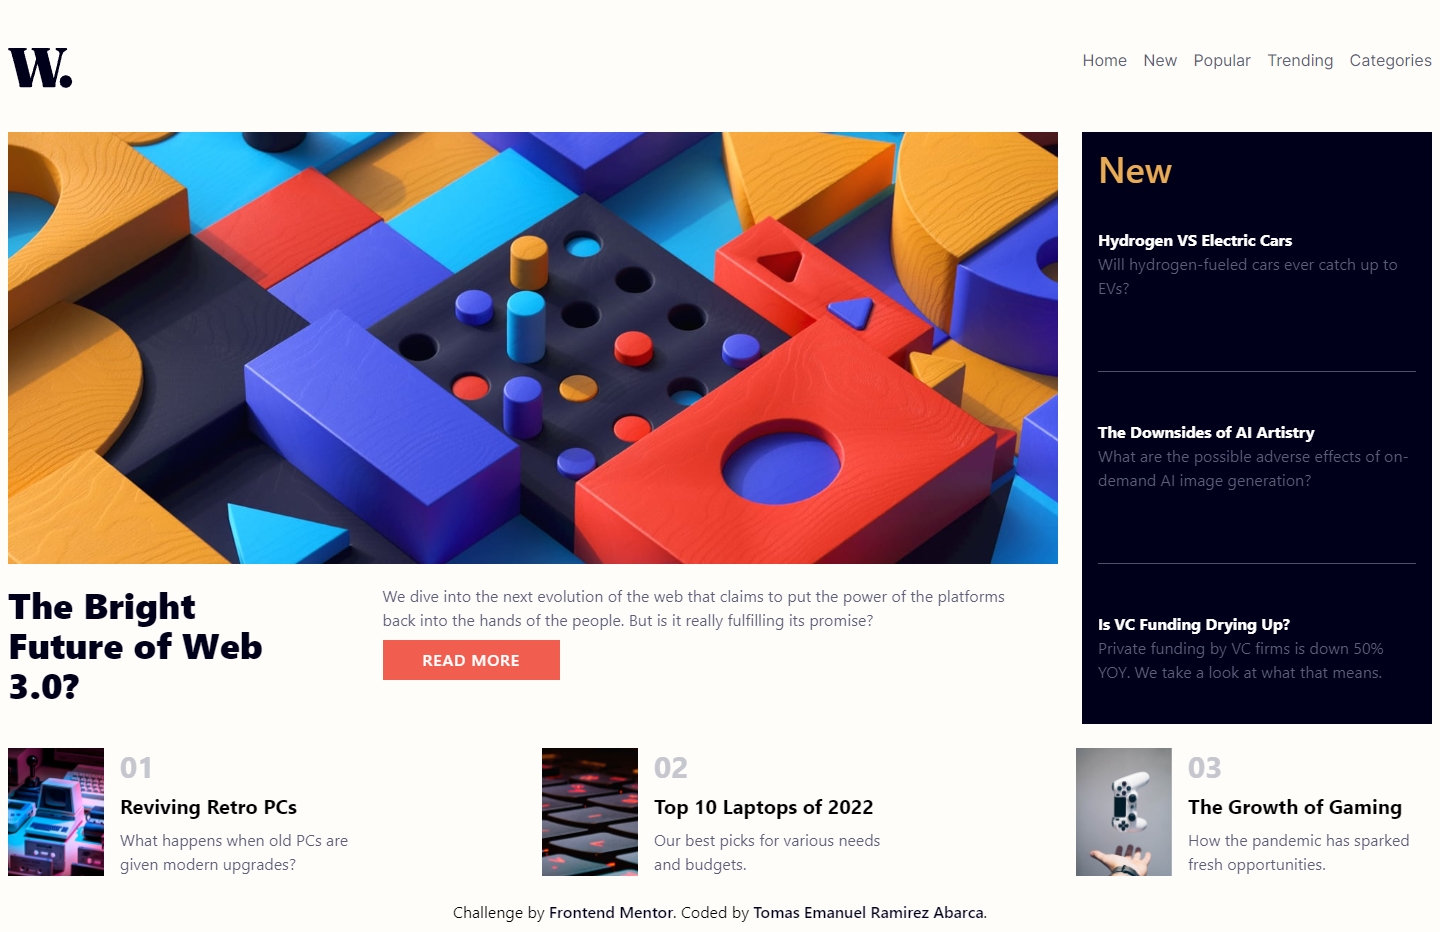 W.
Home New Popular Trending Categories
New
Hydrogen VS Electric Cars
Will hydrogen-fueled cars ever catch up to
EVs?
The Downsides of AI Artistry
What are the possible adverse effects of on-
demand AI image generation?
Is VC Funding Drying Up?
Private funding by VC firms is down 50%
YOY. We take a look at what that means.
The Bright
Future of Web
3.0?
We dive into the next evolution of the web that claims to put the power of the platforms
back into the hands of the people. But is it really fulfilling its promise?
READ MORE
01
Reviving Retro PCs
What happens when old PCs are
given modern upgrades?
02
Top 10 Laptops of 2022
Our best picks for various needs
and budgets.
03
The Growth of Gaming
How the pandemic has sparked
fresh opportunities.
Challenge by Frontend Mentor. Coded by Tomas Emanuel Ramirez Abarca.